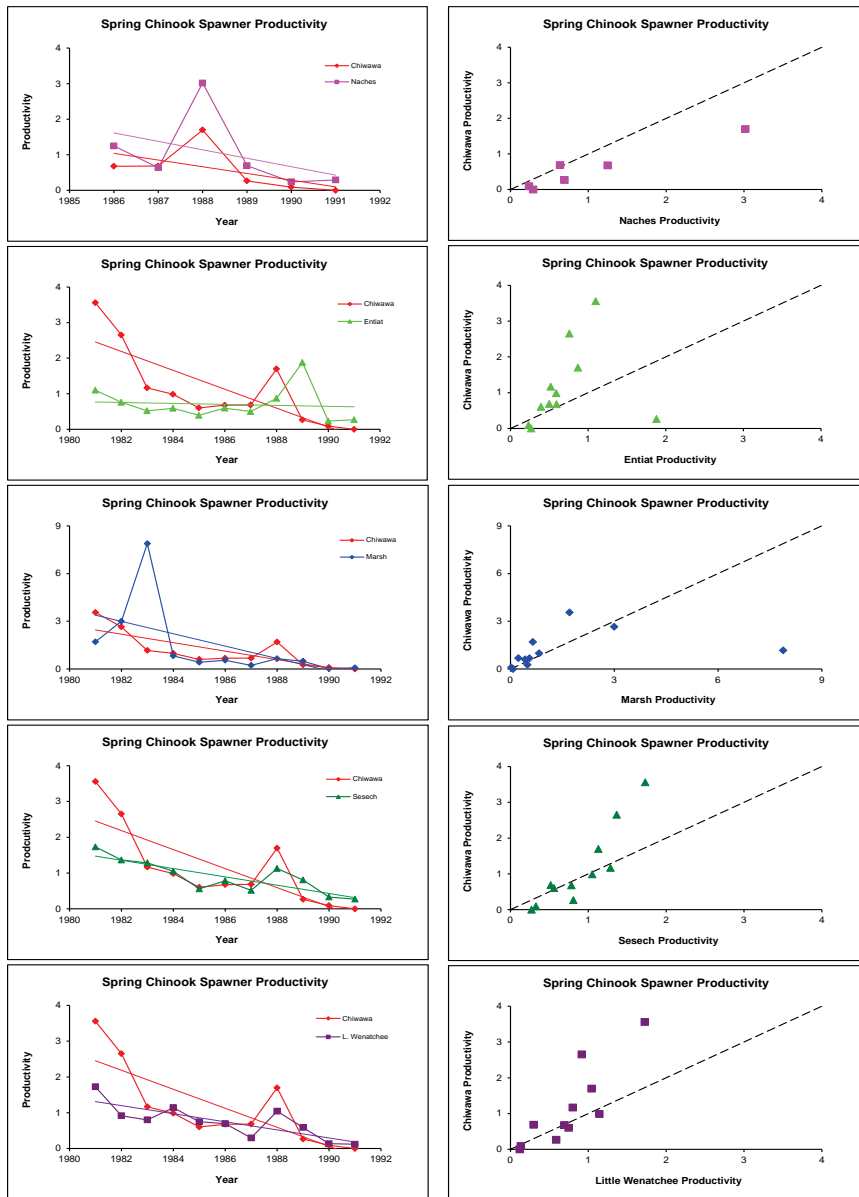 Spring Chinook Spawner Productivity
4
3
2
1
0
1985 1986 1987 1988 1989 1990 1991 1992
Productivity
Year
Chiwawa
Naches
Spring Chinook Spawner Productivity
4
3
2
1
0
0 1 2 3 4
Chiwawa Productivity
Naches Productivity
Spring Chinook Spawner Productivity
4
3
2
1
0
1980 1982 1984 1986 1988 1990 1992
Productivity
Year
Chiwawa
Entiat
Spring Chinook Spawner Productivity
4
3
2
1
0
0 1 2 3 4
Chiwawa Productivity
Entiat Productivity
Spring Chinook Spawner Productivity
9
6
3
0
1980 1982 1984 1986 1988 1990 1992
Productivity
Year
Chiwawa
Marsh
Spring Chinook Spawner Productivity
9
6
3
0
0 3 6 9
Chiwawa Productivity
Marsh Productivity
Spring Chinook Spawner Productivity
4
3
2
1
0
1980 1982 1984 1986 1988 1990 1992
Prodcutivity
Year
Chiwawa
Sesech
Spring Chinook Spawner Productivity
4
3
2
1
0
0 1 2 3 4
Chiwawa Productivity
Sesech Productivity
Spring Chinook Spawner Productivity
4
3
2
1
0
1980 1982 1984 1986 1988 1990 1992
Productivity
Year
Chiwawa
L. Wenatchee
Spring Chinook Spawner Productivity
4
3
2
1
0
0 1 2 3 4
Chiwawa Productivity
Little Wenatchee Productivity